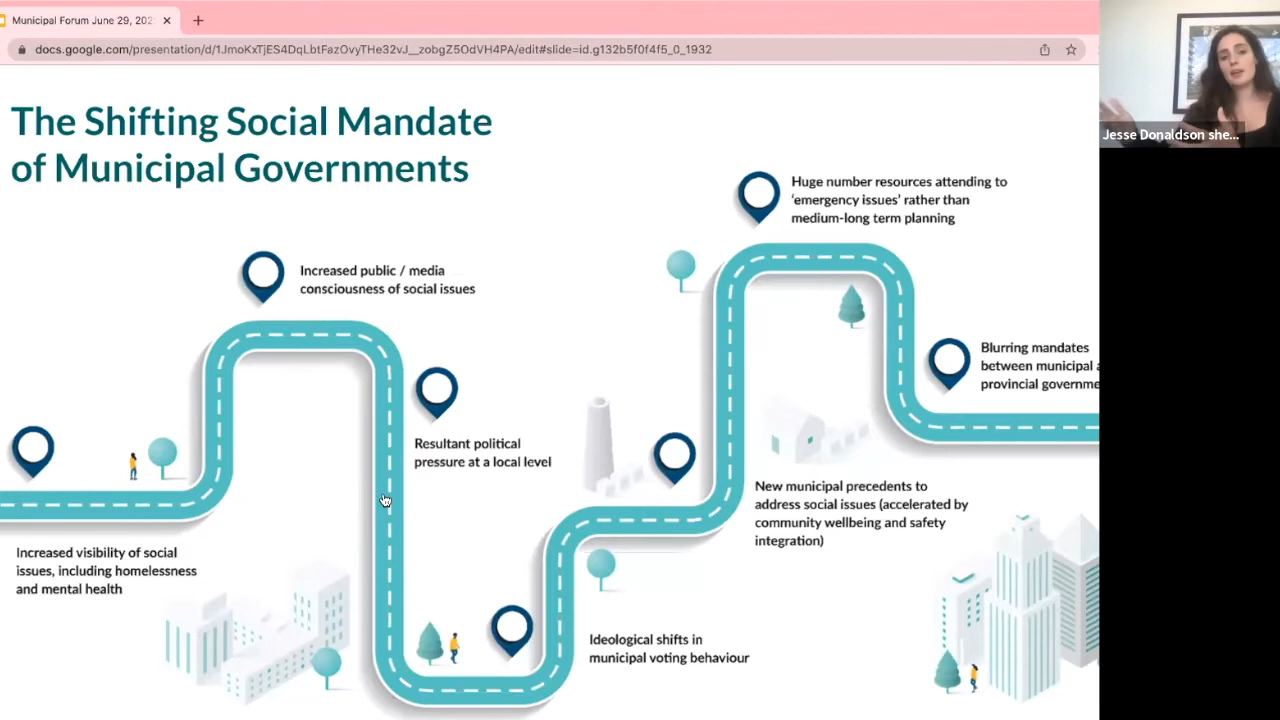 Municipal Forum June 29, 202
docs.google.com/presentation/d/1JmoKxTjES4DqLbtFazOvyTHe32vJ__zobgZ5OdVH4PA/edit#slide=id.g132b5f0f4f5_0_1932
Jesse Donaldson she...
The Shifting Social Mandate
of Municipal Governments
Increased visibility of social
issues, including homelessness
and mental health
Increased public / media
consciousness of social issues
Resultant political
pressure at a local level
Ideological shifts in
municipal voting behaviour
New municipal precedents to
address social issues (accelerated by
community wellbeing and safety
integration)
Huge number resources attending to
‘emergency issues’ rather than
medium-long term planning
Blurring mandates
between municipal a
provincial governme